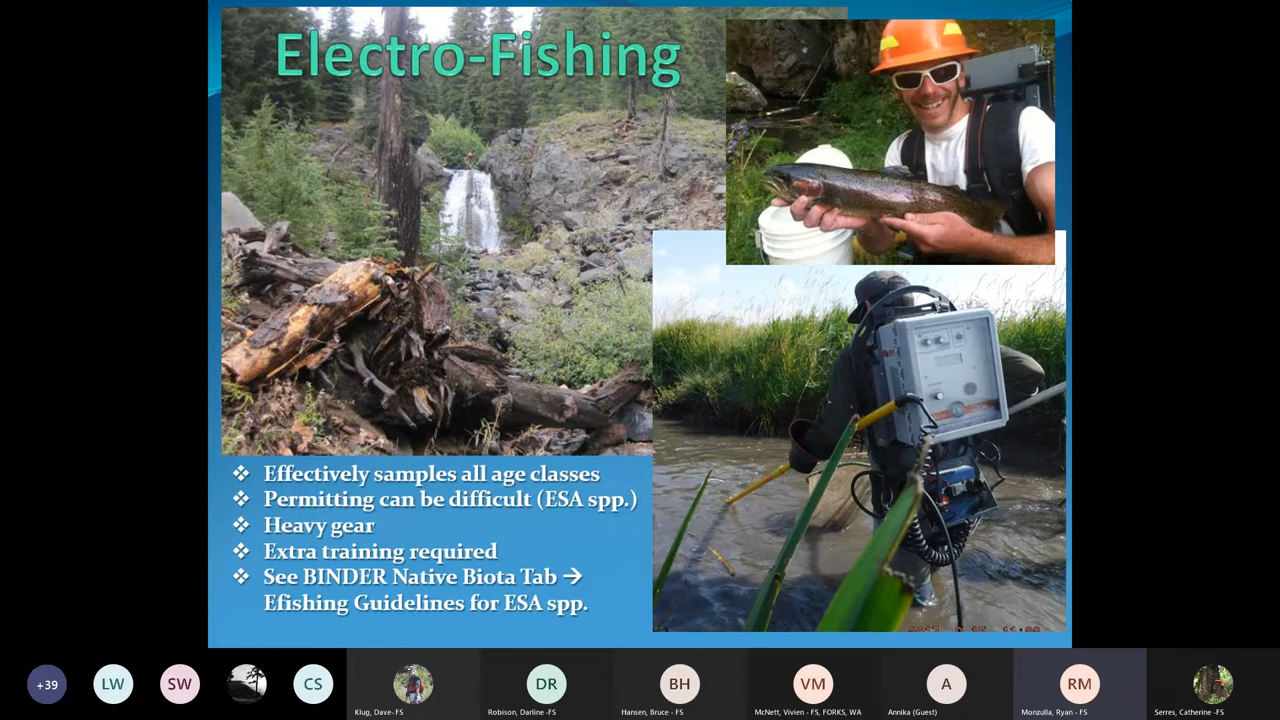 Electro-Fishing
❖ Effectively samples all age classes
❖ Permitting can be difficult (ESA spp.)
❖ Heavy gear
❖ Extra training required
❖ See BINDER Native Biota Tab →
Efishing Guidelines for ESA spp.
+39
LW
SW
CS
DR
BH
VM
A
RM
Klug, Dave- FS
Robison, Darline -FS
Hansen, Bruce - FS
McNett, Vivien - FS, FORKS, WA
Annika (Guest)
Monzulla, Ryan - FS
Serres, Catherine -FS